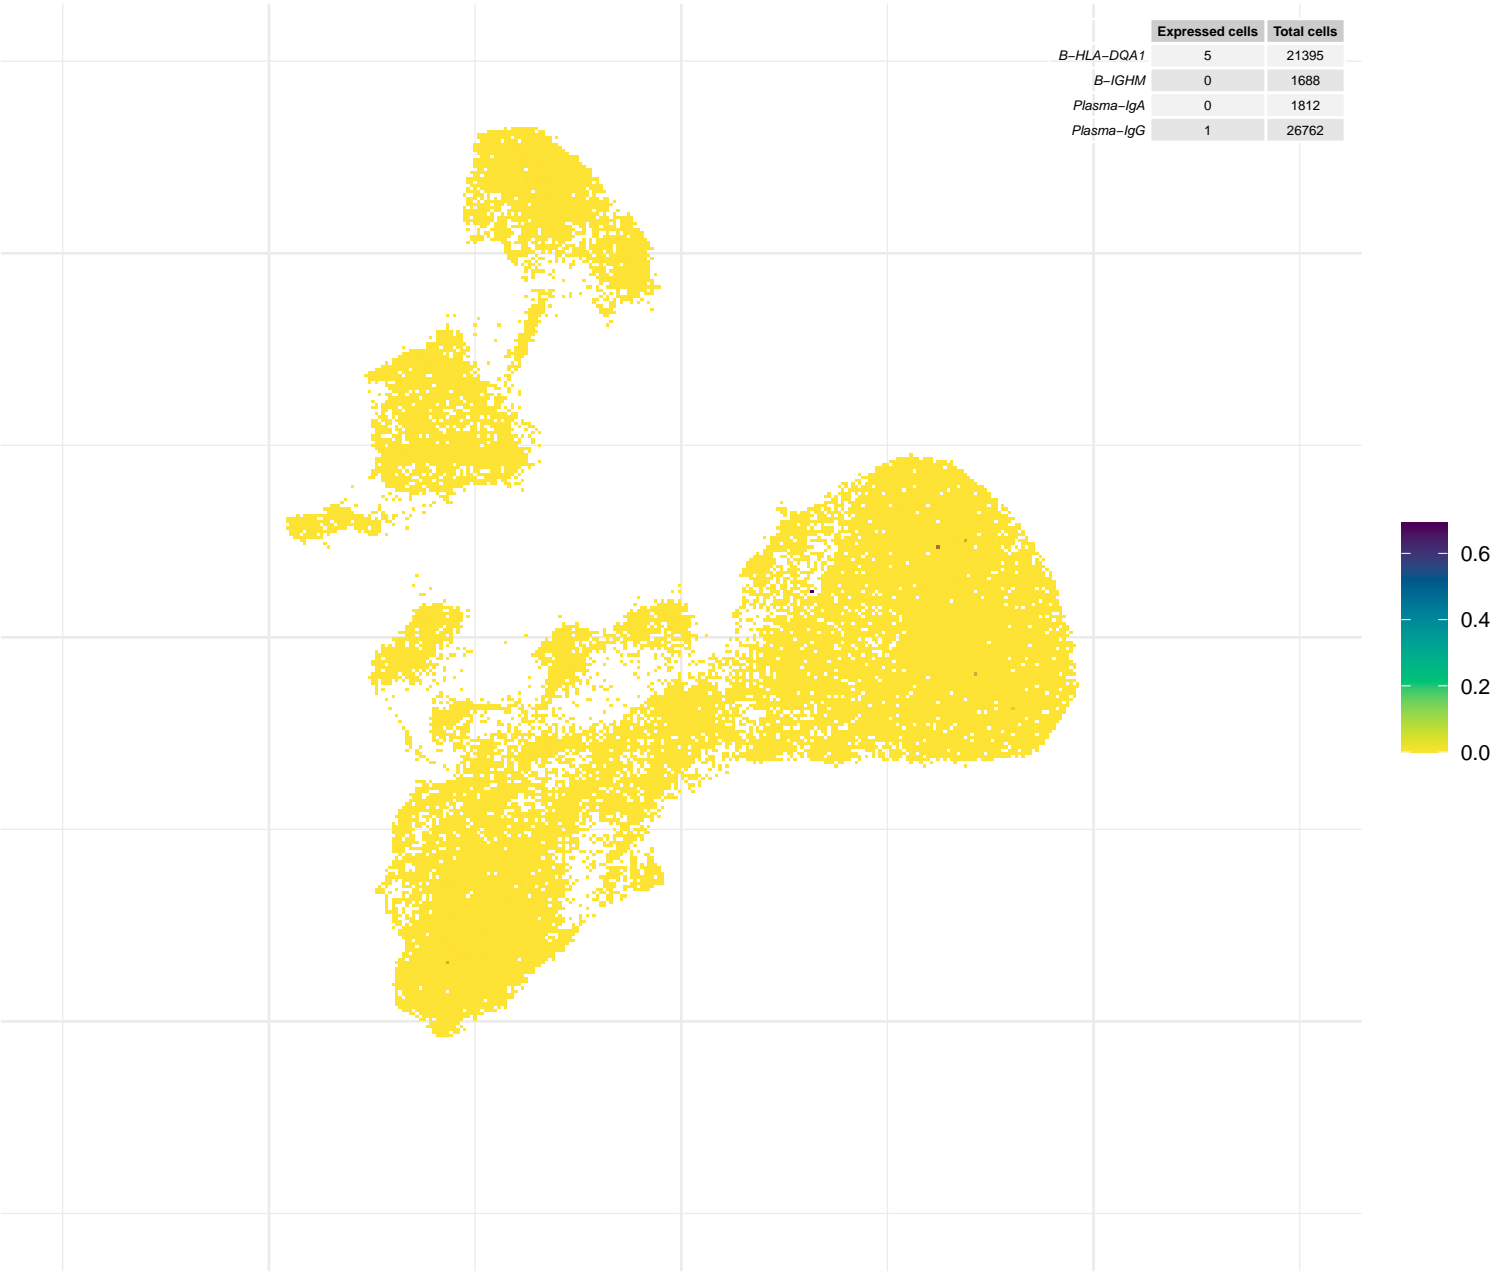 Expressed cells Total cells
B−HLA−DQA1 5 21395
B−IGHM 0 1688
Plasma−IgA 0 1812
Plasma−IgG 1 26762
0.6
0.4
0.2
0.0